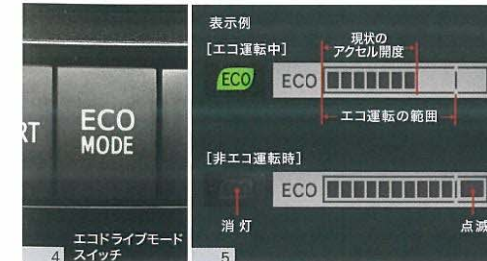 RT
ECO
MODE
4
エコドライブモード
スイッチ
表示例
[エコ運転中]
現状の
アクセル開度
ECO
ECO
エコ運転の範囲
[非エコ運転時]
ECO
消灯
点滅
5